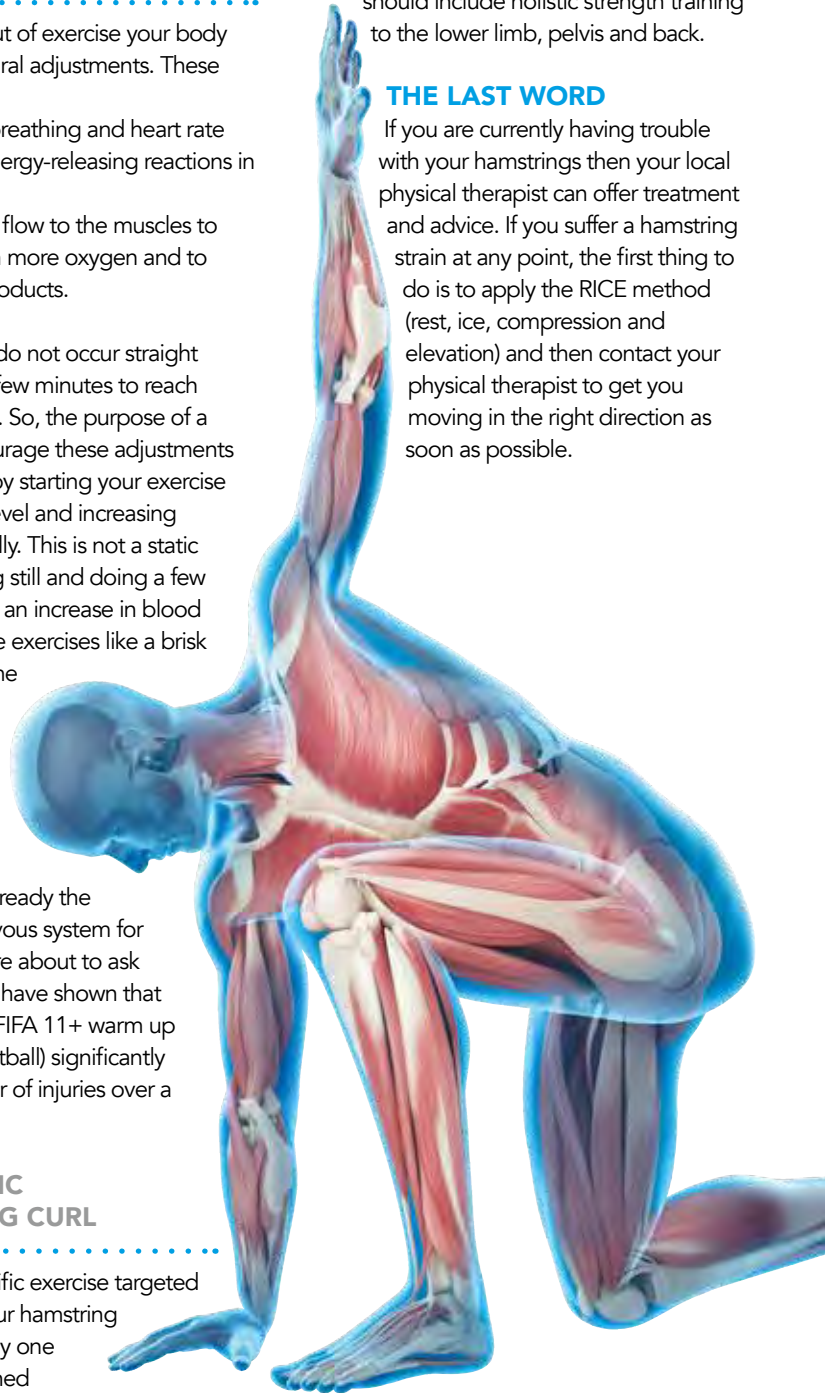 ut of exercise your body
ral adjustments. These
reathing and heart rate
ergy-releasing reactions in
flow to the muscles to
more oxygen and to
oducts.
do not occur straight
few minutes to reach
. So, the purpose of a
urage these adjustments
by starting your exercise
evel and increasing
lly. This is not a static
g still and doing a few
an increase in blood
e exercises like a brisk
ne
ready the
vous system for
re about to ask
have shown that
FIFA 11+ warm up
tball) significantly
r of injuries over a
IC
G CURL
ific exercise targeted
ur hamstring
y one
ned
should include holistic strength training
to the lower limb, pelvis and back.
THE LAST WORD
If you are currently having trouble
with your hamstrings then your local
physical therapist can offer treatment
and advice. If you suffer a hamstring
strain at any point, the first thing to
do is to apply the RICE method
(rest, ice, compression and
elevation) and then contact your
physical therapist to get you
moving in the right direction as
soon as possible.